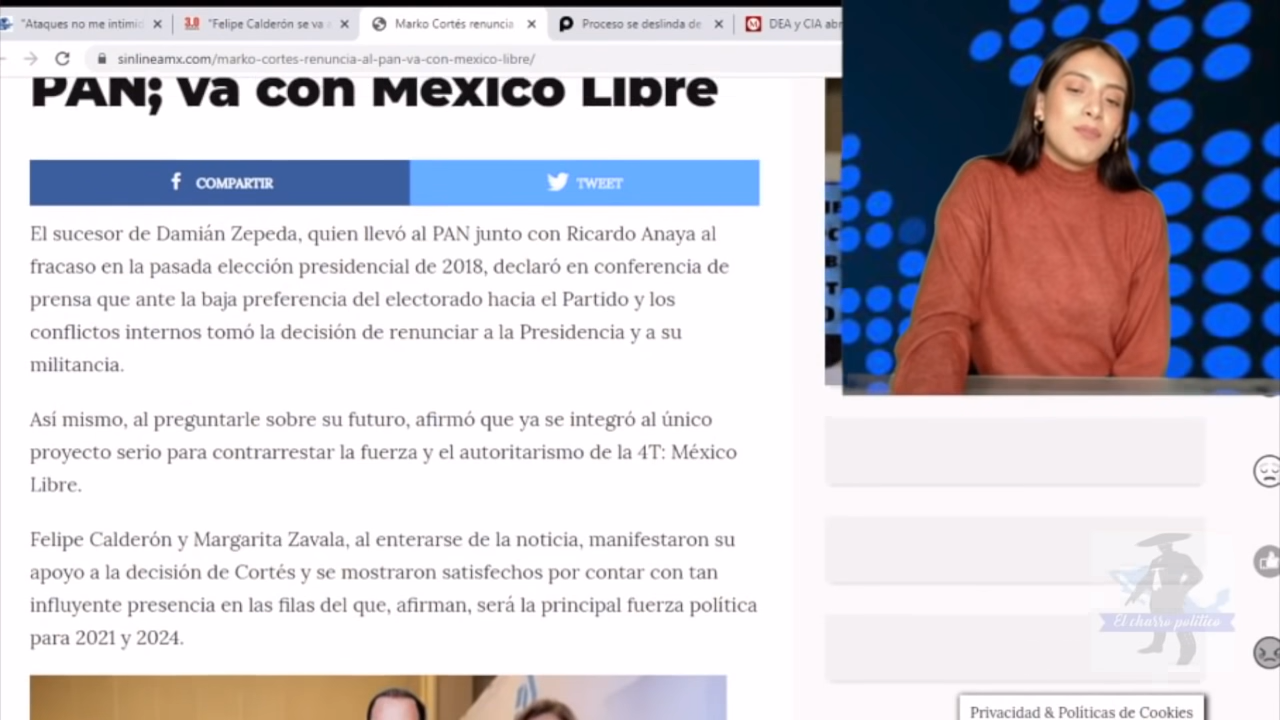 "Ataques no me intimid
"Felipe Calderón se va a
Marko Cortés renuncia
Proceso se deslinda de
DEA y CIA abr
sinlineamx.com/marko-cortes-renuncia-al-pan-va-con-mexico-libre/
PAN; va con México Libre
COMPARTIR
TWEET
El sucesor de Damián Zepeda, quien llevó al PAN junto con Ricardo Anaya al
fracaso en la pasada elección presidencial de 2018, declaró en conferencia de
prensa que ante la baja preferencia del electorado hacia el Partido y los
conflictos internos tomó la decisión de renunciar a la Presidencia y a su
militancia.
Así mismo, al preguntarle sobre su futuro, afirmó que ya se integró al único
proyecto serio para contrarrestar la fuerza y el autoritarismo de la 4T: México
Libre.
Felipe Calderón y Margarita Zavala, al enterarse de la noticia, manifestaron su
apoyo a la decisión de Cortés y se mostraron satisfechos por contar con tan
influyente presencia en las filas del que, afirman, será la principal fuerza política
para 2021 y 2024.
El charro político
Privacidad & Políticas de Cookies